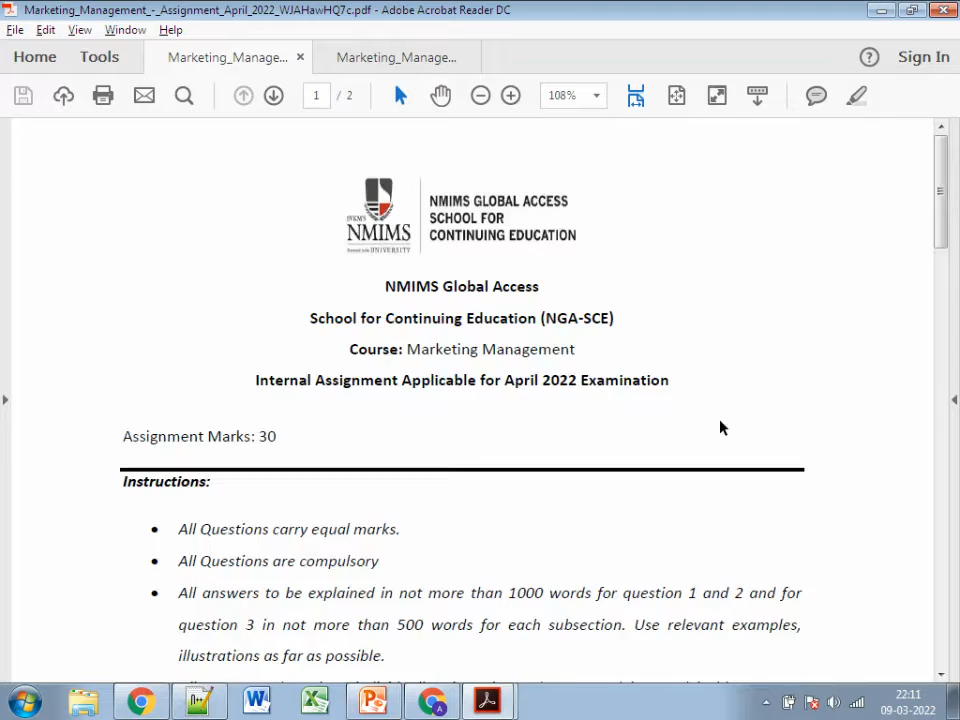 Marketing_Management_-_Assignment_April_2022_WJAHawHQ7c.pdf - Adobe Acrobat Reader DC
File Edit View Window Help
Home Tools Marketing_Manage... × Marketing_Manage... ? Sign In
1 / 2 108%
SVKM'S
NMIMS
NMIMS GLOBAL ACCESS
SCHOOL FOR
CONTINUING EDUCATION
NMIMS Global Access
School for Continuing Education (NGA-SCE)
Course: Marketing Management
Internal Assignment Applicable for April 2022 Examination
Assignment Marks: 30
Instructions:
• All Questions carry equal marks.
• All Questions are compulsory
• All answers to be explained in not more than 1000 words for question 1 and 2 and for
question 3 in not more than 500 words for each subsection. Use relevant examples,
illustrations as far as possible.
22:11
09-03-2022